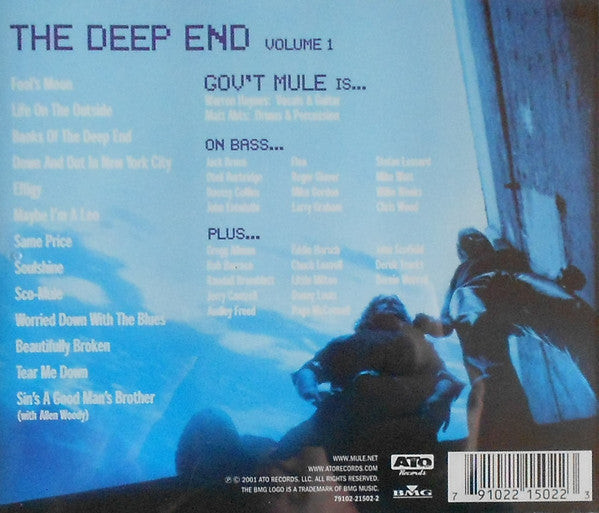 THE DEEP END VOLUME 1
Fool's Moon
Life On The Outside
Banks Of The Deep End
Down And Out In New York City
Effigy
Maybe I'm A Leo
Same Price
Soulshine
Sco-Mule
Worried Down With The Blues
Beautifully Broken
Tear Me Down
Sin's A Good Man's Brother
(with Allen Woody)
GOV'T MULE IS...
Warren Haynes: Vocals & Guitar
Matt Abts: Drums & Percussion
ON BASS...
Jack Bruce Flea Stefan Lessard
Oteil Burbridge Roger Glover Mike Watt
Bootsy Collins Mike Gordon Willie Weeks
John Entwistle Larry Graham Chris Wood
PLUS...
Gregg Allman Eddie Harsch John Scofield
Rob Barraco Chuck Leavell Derek Trucks
Randall Bramblett Little Milton Bernie Worrell
Jerry Cantrell Danny Louis
Audley Freed Page McConnell
WWW.MULE.NET
WWW.ATORECORDS.COM
℗ © 2001 ATO RECORDS, LLC. ALL RIGHTS RESERVED.
THE BMG LOGO IS A TRADEMARK OF BMG MUSIC.
79102-21502-2
ATO
Records
BMG
7 91022 15022 3